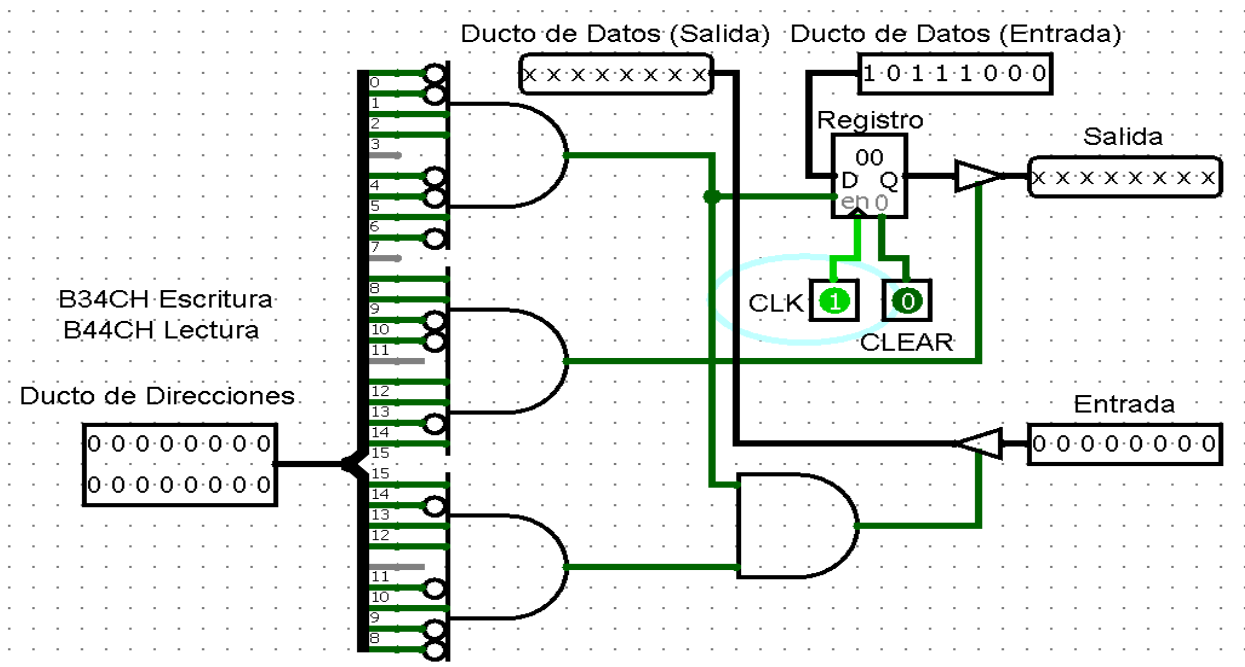 Ducto de Datos (Salida)
Ducto de Datos (Entrada)
x x x x x x x x
1 0 1 1 1 0 0 0
Registro
00
D Q
en 0
Salida
x x x x x x x x
0
1
2
3
4
5
6
7
8
9
10
11
12
13
14
15
15
14
13
12
11
10
9
8
B34CH Escritura
B44CH Lectura
CLK
1
0
CLEAR
Ducto de Direcciones
0 0 0 0 0 0 0 0
0 0 0 0 0 0 0 0
Entrada
0 0 0 0 0 0 0 0